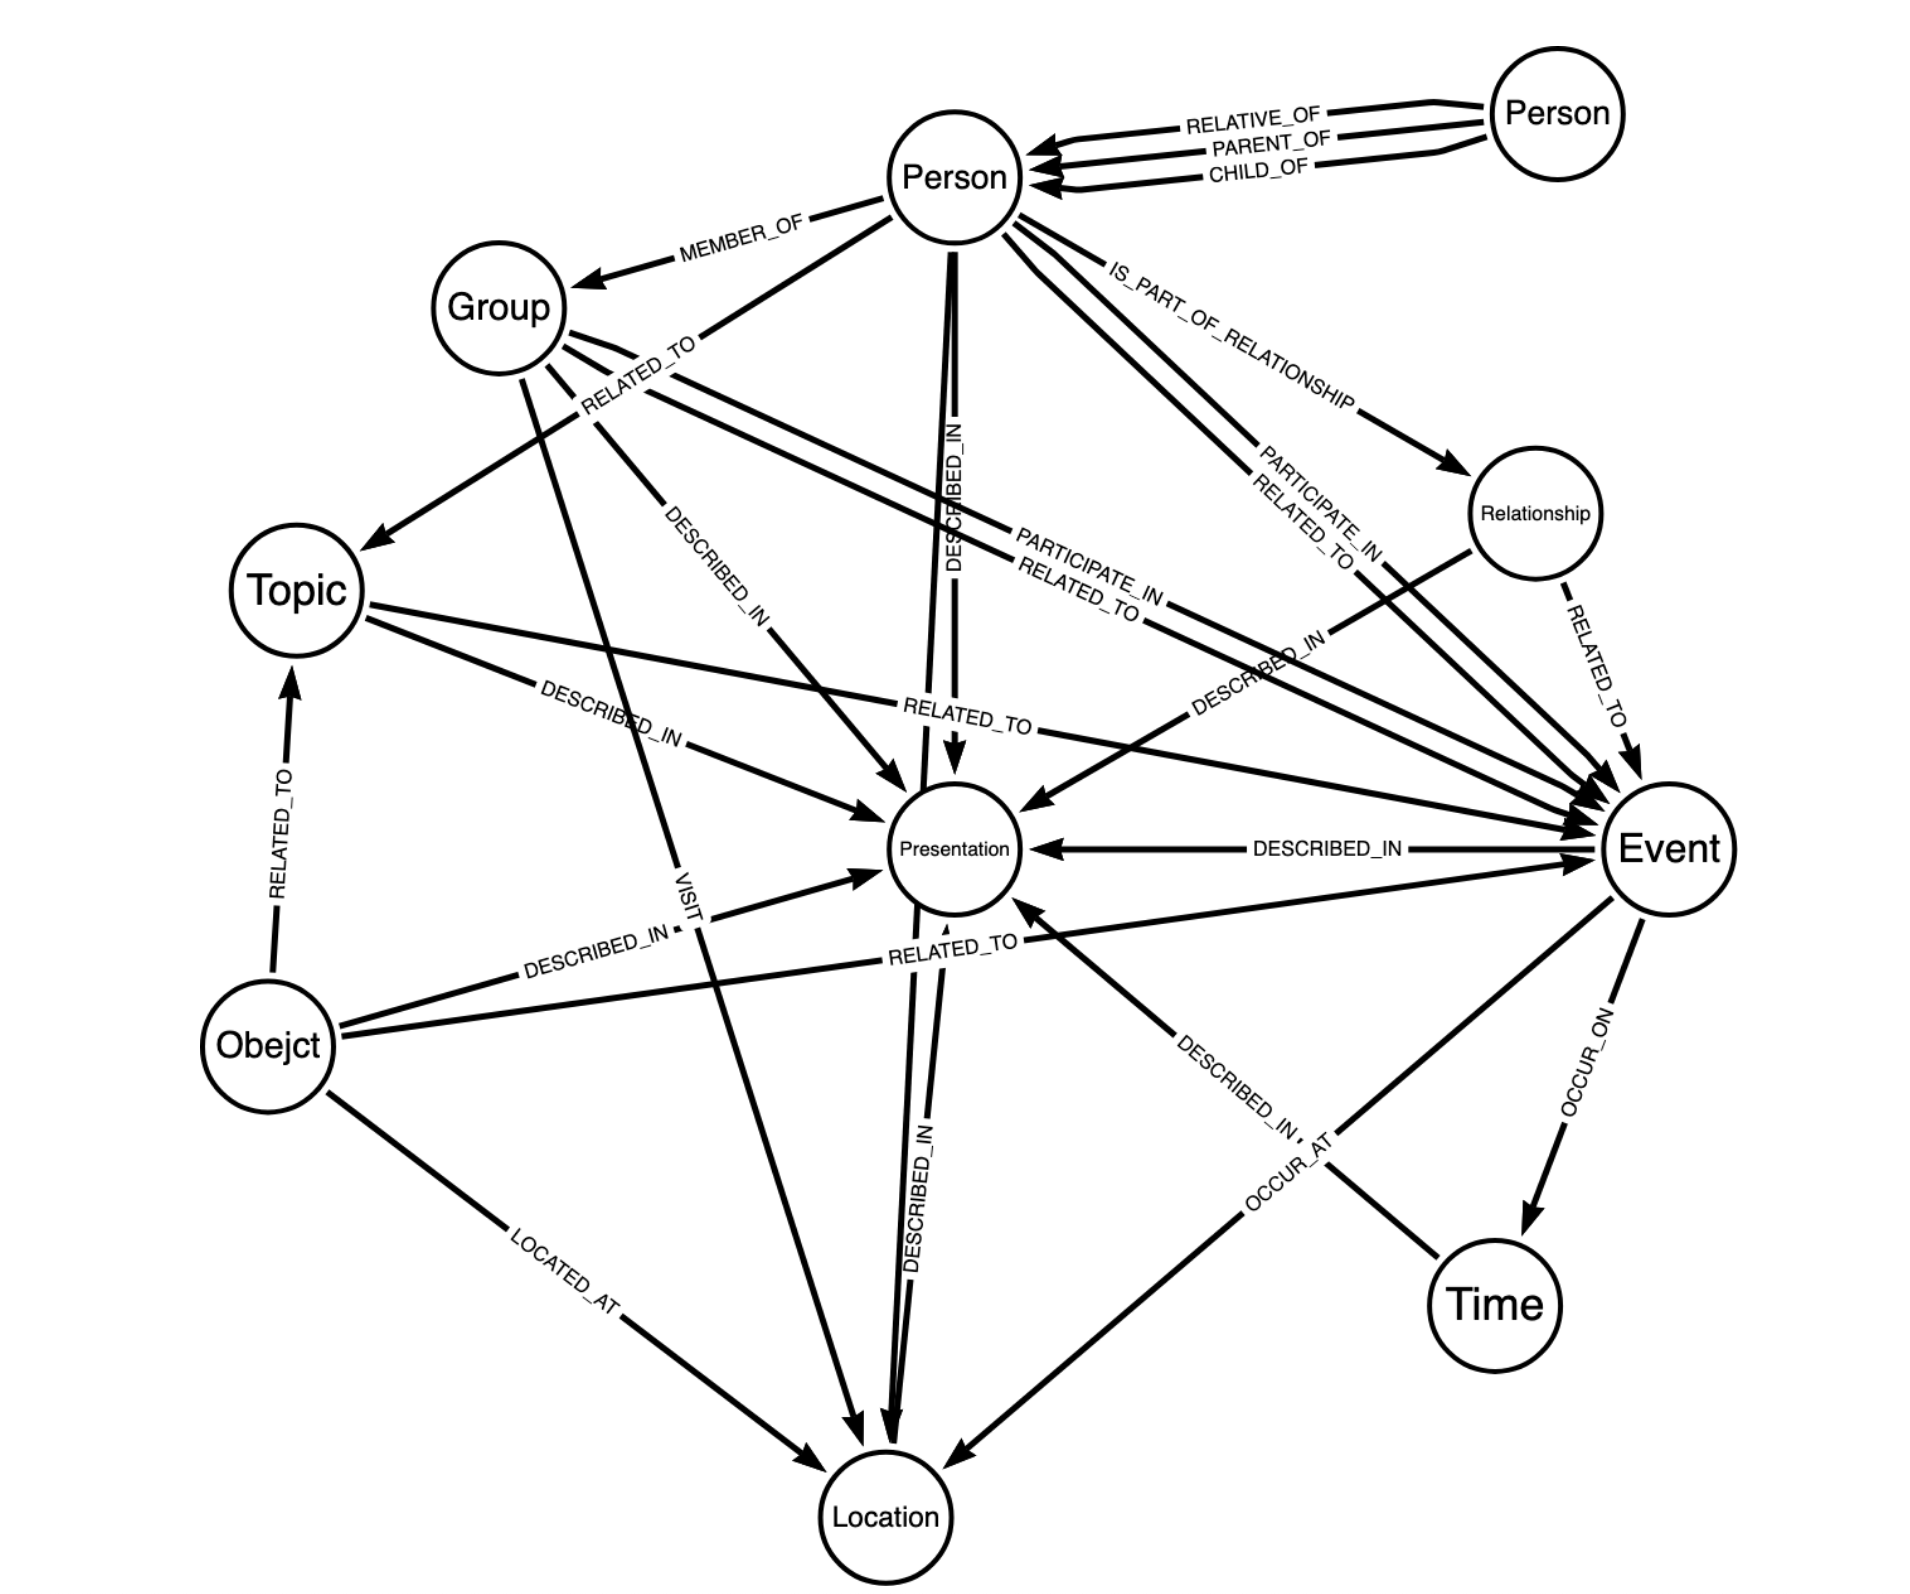 Person
RELATIVE_OF
PARENT_OF
CHILD_OF
Person
MEMBER_OF
Group
IS_PART_OF_RELATIONSHIP
RELATED_TO
DESCRIBED_IN
PARTICIPATE_IN
RELATED_TO
Relationship
DESCRIBED_IN
PARTICIPATE_IN
RELATED_TO
Topic
DESCRIBED_IN
RELATED_TO
DESCRIBED_IN
RELATED_TO
RELATED_TO
Presentation
DESCRIBED_IN
Event
VISIT
DESCRIBED_IN
RELATED_TO
Obejct
DESCRIBED_IN
OCCUR_ON
DESCRIBED_IN
OCCUR_AT
LOCATED_AT
Time
Location